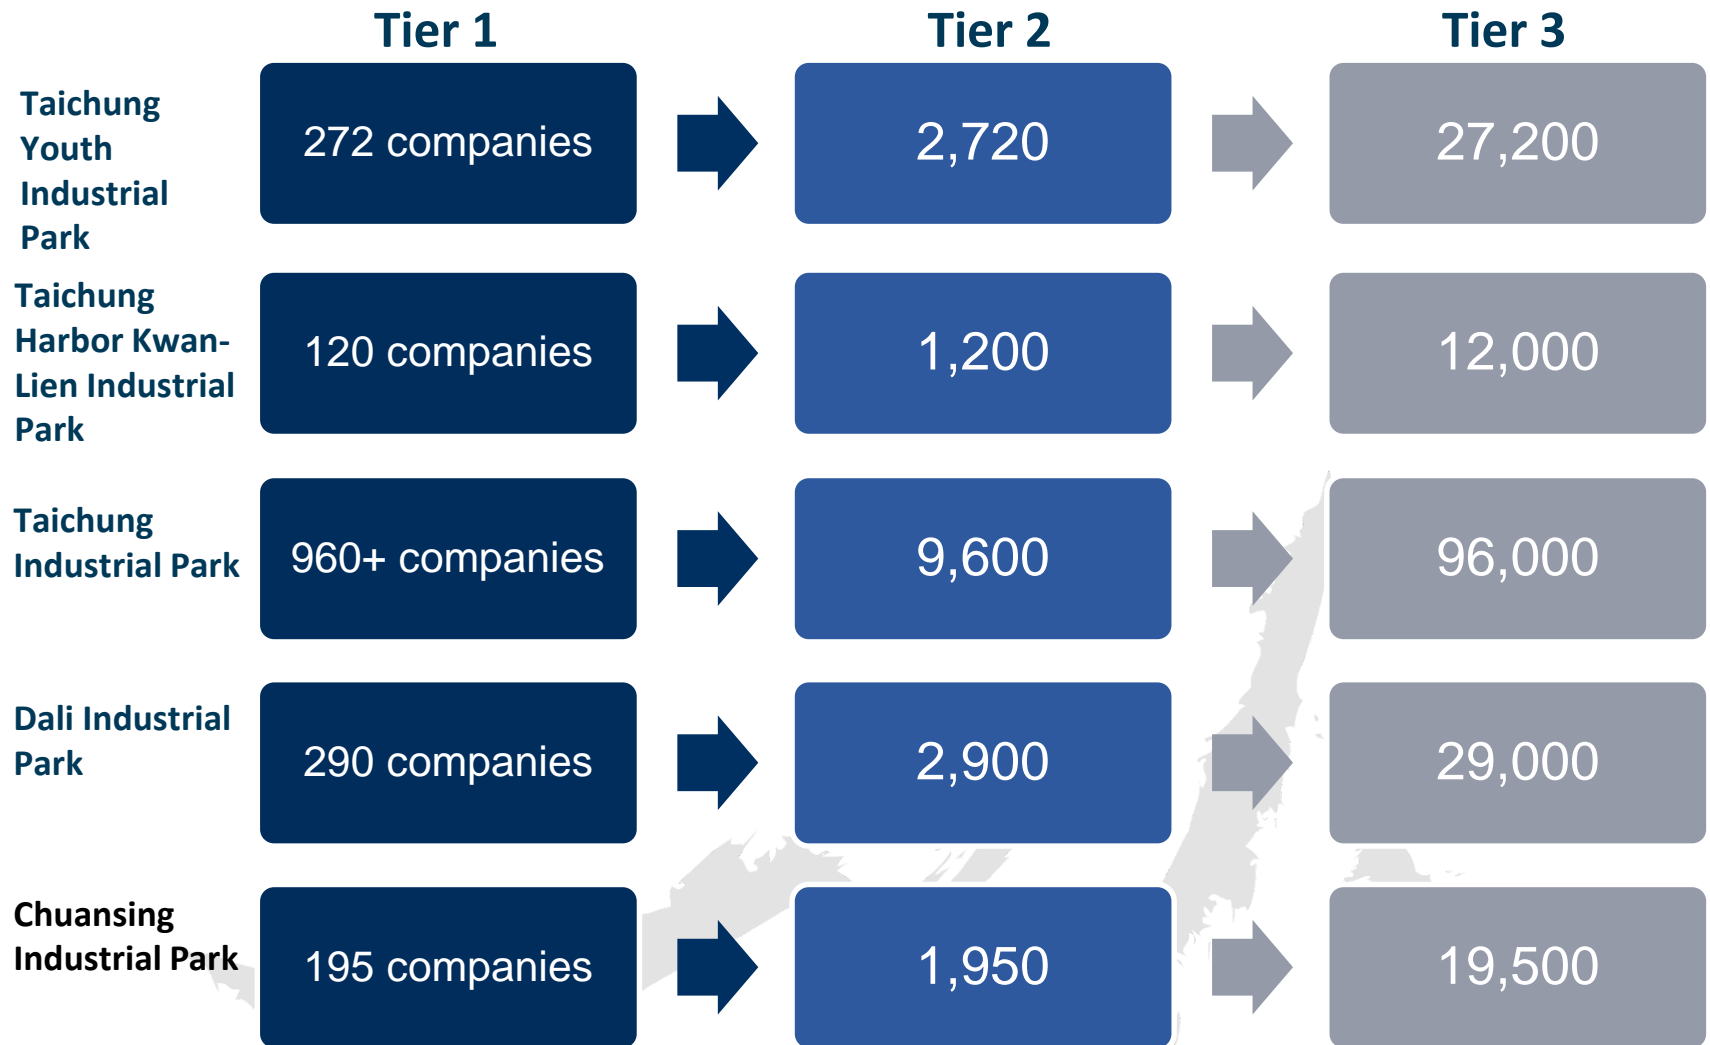 Tier 1
Tier 2
Tier 3
Taichung
Youth
Industrial
Park
272 companies
2,720
27,200
Taichung
Harbor Kwan-
Lien Industrial
Park
120 companies
1,200
12,000
Taichung
Industrial Park
960+ companies
9,600
96,000
Dali Industrial
Park
290 companies
2,900
29,000
Chuansing
Industrial Park
195 companies
1,950
19,500